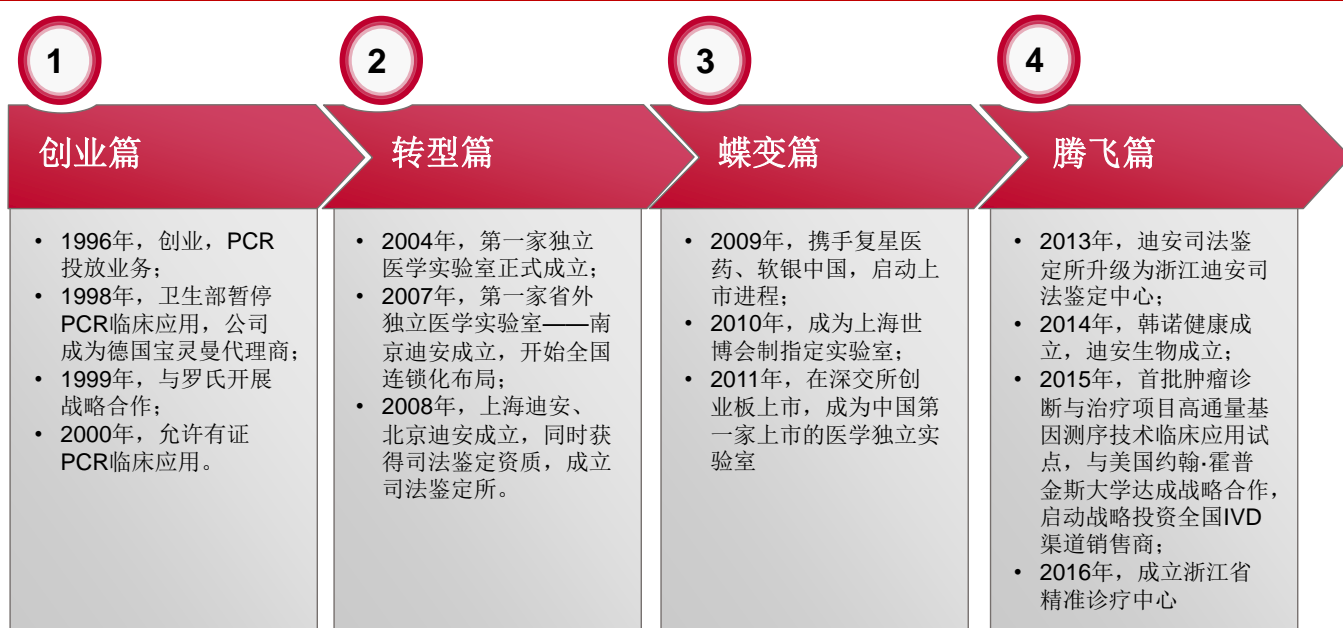 1
创业篇
• 1996年，创业，PCR
投放业务；
• 1998年，卫生部暂停
PCR临床应用，公司
成为德国宝灵曼代理商；
• 1999年，与罗氏开展
战略合作；
• 2000年，允许有证
PCR临床应用。
2
转型篇
• 2004年，第一家独立
医学实验室正式成立；
• 2007年，第一家省外
独立医学实验室——南
京迪安成立，开始全国
连锁化布局；
• 2008年，上海迪安、
北京迪安成立，同时获
得司法鉴定资质，成立
司法鉴定所。
3
蝶变篇
• 2009年，携手复星医
药、软银中国，启动上
市进程；
• 2010年，成为上海世
博会制指定实验室；
• 2011年，在深交所创
业板上市，成为中国第
一家上市的医学独立实
验室
4
腾飞篇
• 2013年，迪安司法鉴
定所升级为浙江迪安司
法鉴定中心；
• 2014年，韩诺健康成
立，迪安生物成立；
• 2015年，首批肿瘤诊
断与治疗项目高通量基
因测序技术临床应用试
点，与美国约翰·霍普
金斯大学达成战略合作，
启动战略投资全国IVD
渠道销售商；
• 2016年，成立浙江省
精准诊疗中心